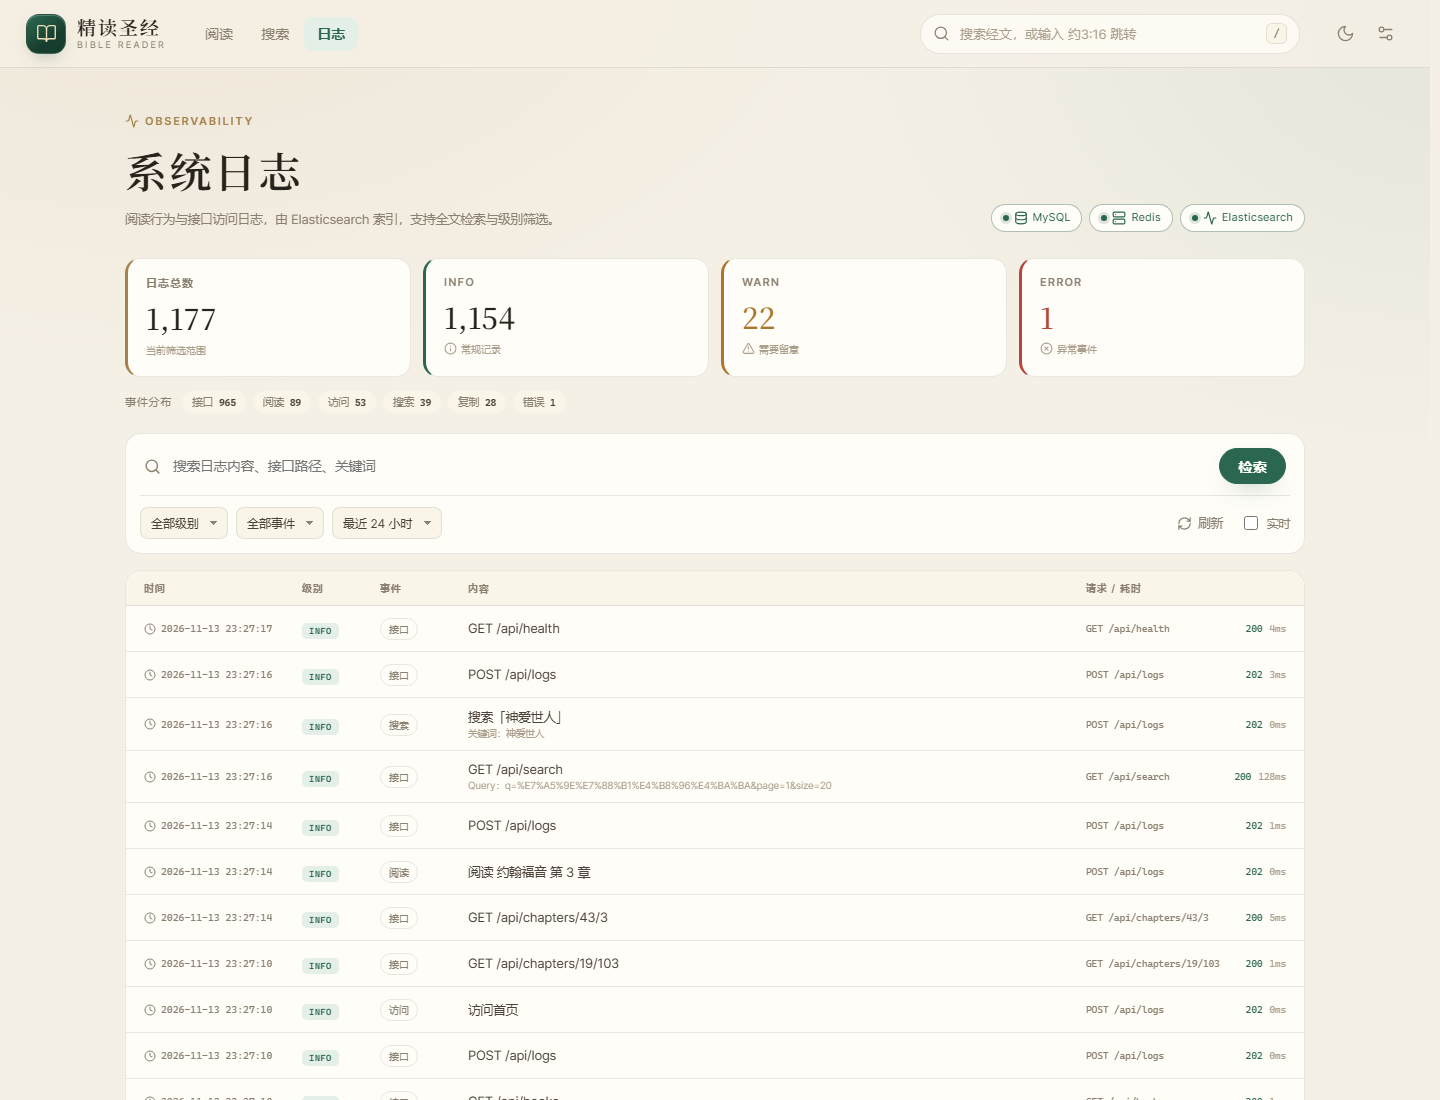 精读圣经
BIBLE READER
阅读
搜索
日志
搜索经文，或输入 约3:16 跳转
/
OBSERVABILITY
系统日志
阅读行为与接口访问日志，由 Elasticsearch 索引，支持全文检索与级别筛选。
MySQL
Redis
Elasticsearch
日志总数
1,177
当前筛选范围
INFO
1,154
常规记录
WARN
22
需要留意
ERROR
1
异常事件
事件分布
接口 965
阅读 89
访问 53
搜索 39
复制 28
错误 1
搜索日志内容、接口路径、关键词
检索
全部级别
全部事件
最近 24 小时
刷新
实时
时间 级别 事件 内容 请求 / 耗时
2026-11-13 23:27:17 INFO 接口 GET /api/health GET /api/health 200 4ms
2026-11-13 23:27:16 INFO 接口 POST /api/logs POST /api/logs 202 3ms
2026-11-13 23:27:16 INFO 搜索 搜索「神爱世人」 POST /api/logs 202 0ms
关键词：神爱世人
2026-11-13 23:27:16 INFO 接口 GET /api/search GET /api/search 200 128ms
Query：q=%E7%A5%9E%E7%88%B1%E4%B8%96%E4%BA%BA&page=1&size=20
2026-11-13 23:27:14 INFO 接口 POST /api/logs POST /api/logs 202 1ms
2026-11-13 23:27:14 INFO 阅读 阅读 约翰福音 第 3 章 POST /api/logs 202 0ms
2026-11-13 23:27:14 INFO 接口 GET /api/chapters/43/3 GET /api/chapters/43/3 200 5ms
2026-11-13 23:27:10 INFO 接口 GET /api/chapters/19/103 GET /api/chapters/19/103 200 1ms
2026-11-13 23:27:10 INFO 访问 访问首页 POST /api/logs 202 0ms
2026-11-13 23:27:10 INFO 接口 POST /api/logs POST /api/logs 202 0ms